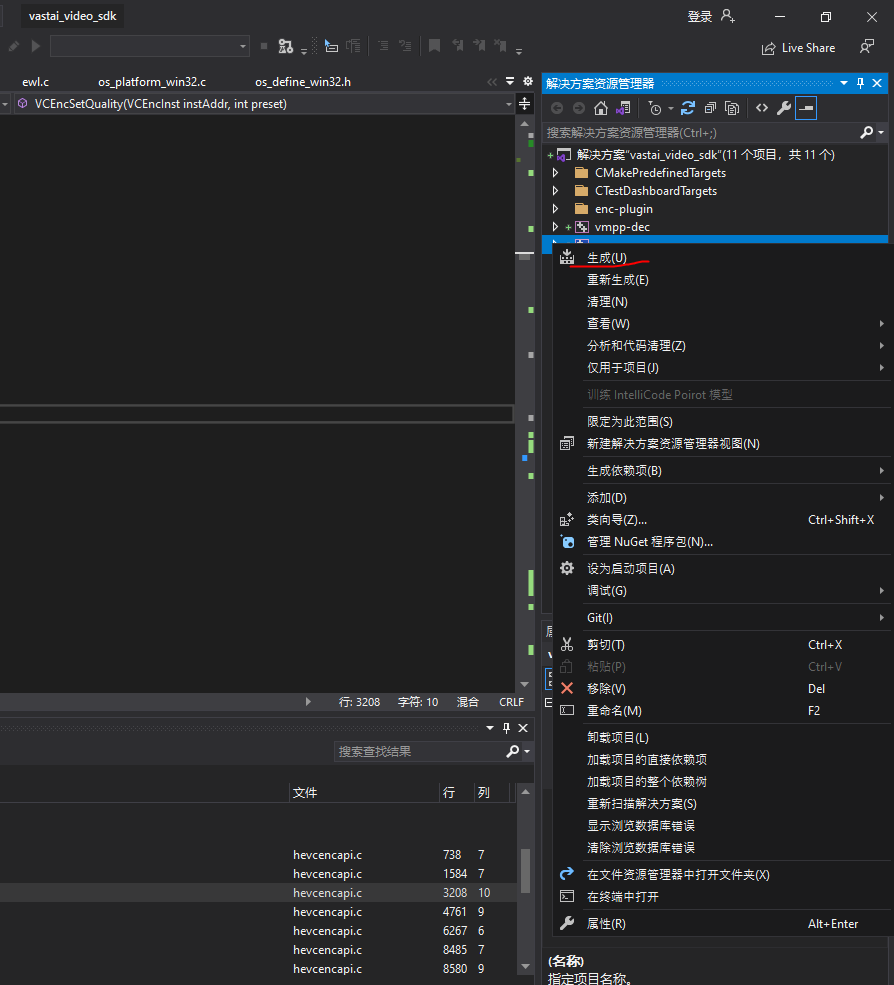 vastai_video_sdk
登录
Live Share
ewl.c
os_platform_win32.c
os_define_win32.h
VCEncSetQuality(VCEncInst instAddr, int preset)
解决方案资源管理器
搜索解决方案资源管理器(Ctrl+;)
解决方案"vastai_video_sdk"(11 个项目，共 11 个)
CMakePredefinedTargets
CTestDashboardTargets
enc-plugin
vmpp-dec
生成(U)
重新生成(E)
清理(N)
查看(W)
分析和代码清理(Z)
仅用于项目(J)
训练 IntelliCode Poirot 模型
限定为此范围(S)
新建解决方案资源管理器视图(N)
生成依赖项(B)
添加(D)
类向导(Z)... Ctrl+Shift+X
管理 NuGet 程序包(N)...
设为启动项目(A)
调试(G)
Git(I)
剪切(T) Ctrl+X
粘贴(P) Ctrl+V
移除(V) Del
重命名(M) F2
卸载项目(L)
加载项目的直接依赖项
加载项目的整个依赖树
重新扫描解决方案(S)
显示浏览数据库错误
清除浏览数据库错误
在文件资源管理器中打开文件夹(X)
在终端中打开
属性(R) Alt+Enter
(名称)
指定项目名称。
行: 3208 字符: 10 混合 CRLF
搜索查找结果
文件 行 列
hevcencapi.c 738 7
hevcencapi.c 1584 7
hevcencapi.c 3208 10
hevcencapi.c 4761 9
hevcencapi.c 6267 6
hevcencapi.c 8485 7
hevcencapi.c 8580 9